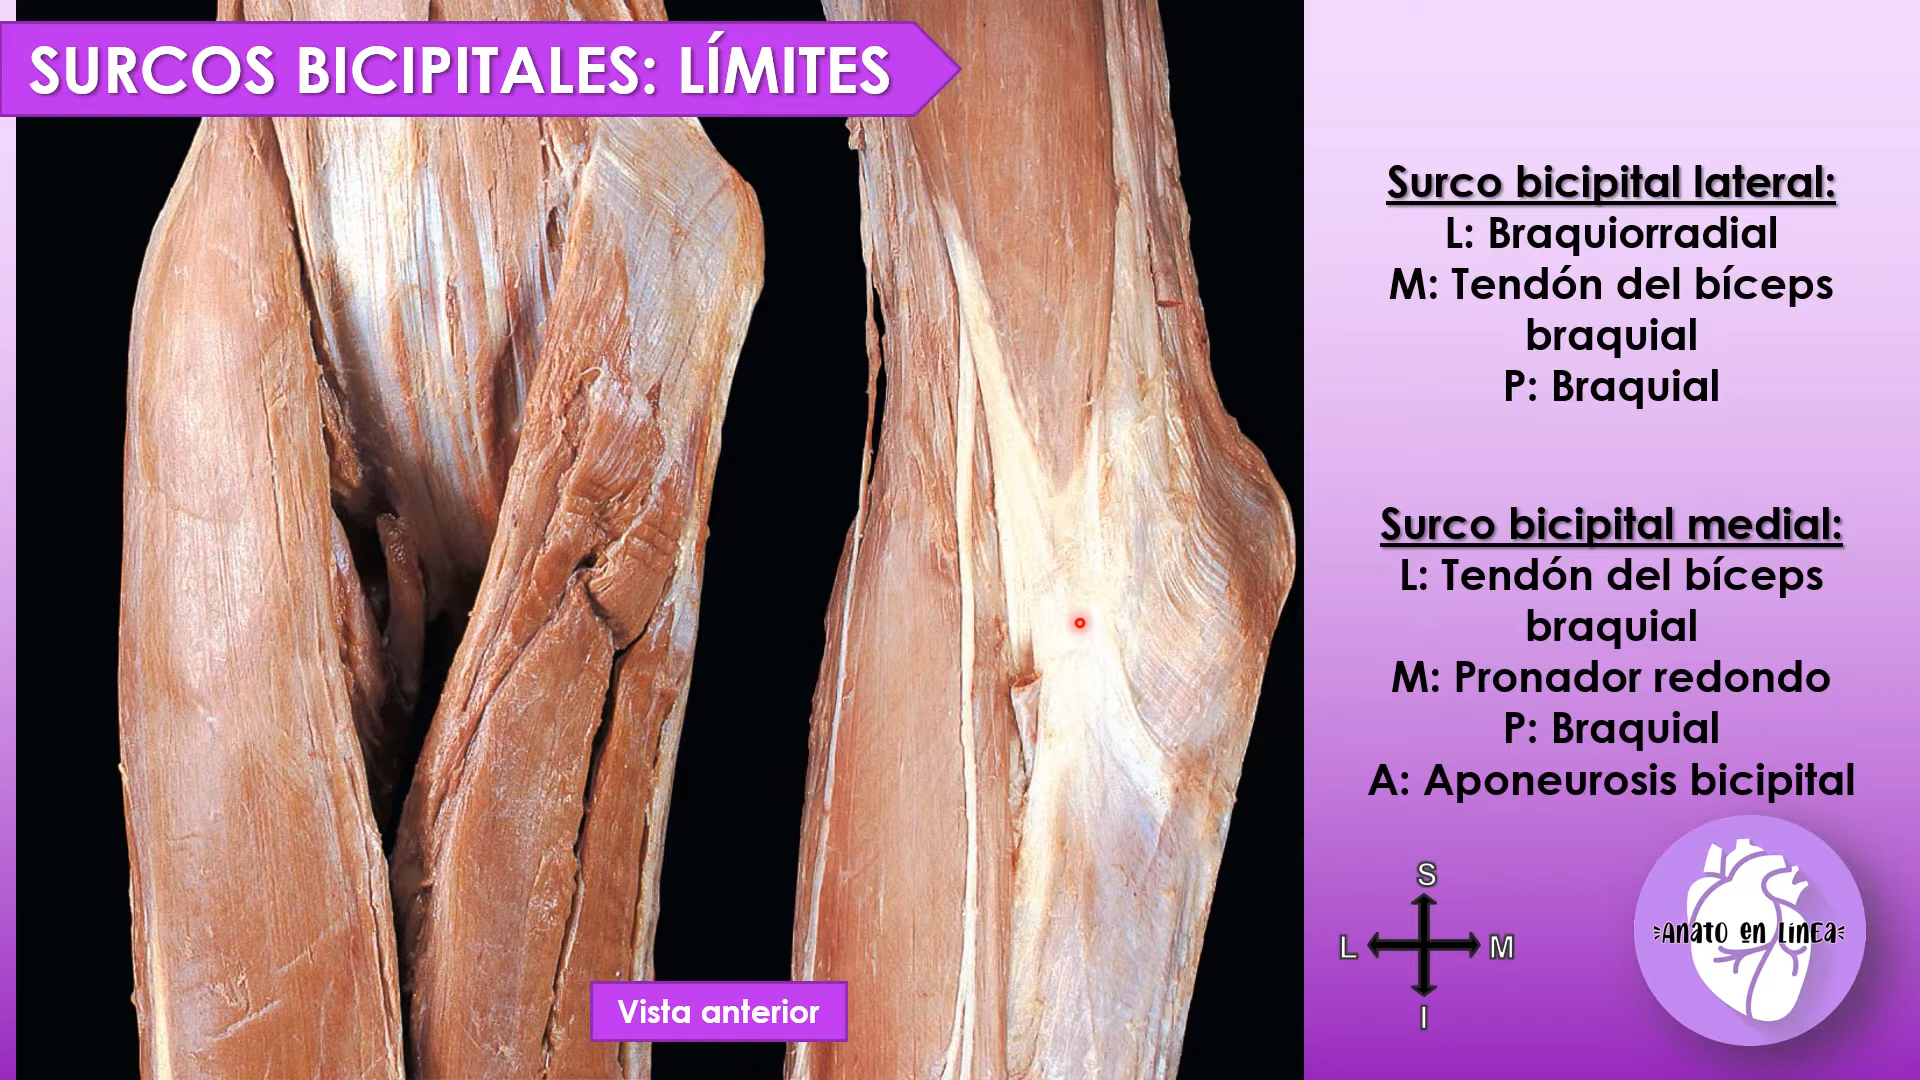 SURCOS BICIPITALES: LÍMITES
Surco bicipital lateral:
L: Braquiorradial
M: Tendón del bíceps
braquial
P: Braquial
Surco bicipital medial:
L: Tendón del bíceps
braquial
M: Pronador redondo
P: Braquial
A: Aponeurosis bicipital
S
L M
I
ANATO EN LÍNEA
Vista anterior